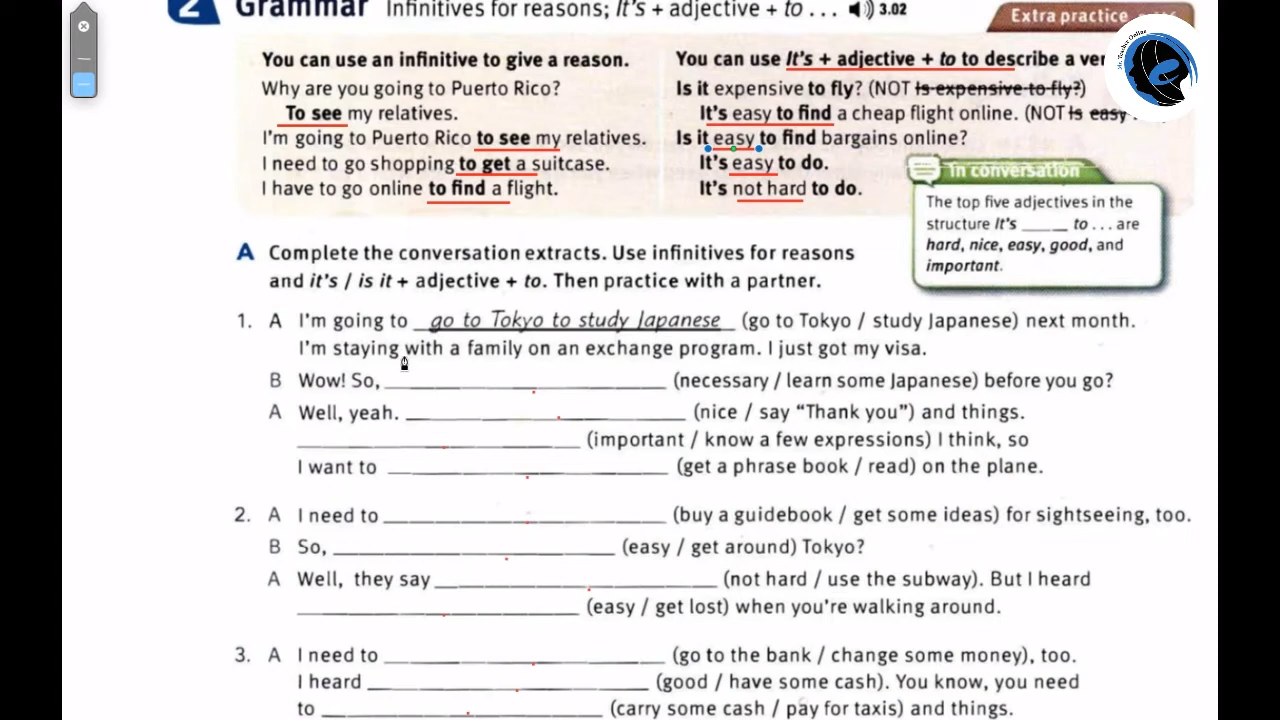 2 Grammar Infinitives for reasons; It's + adjective + to . . . 3.02
Extra practice
You can use an infinitive to give a reason.
Why are you going to Puerto Rico?
To see my relatives.
I'm going to Puerto Rico to see my relatives.
I need to go shopping to get a suitcase.
I have to go online to find a flight.
You can use It's + adjective + to to describe a ver
Is it expensive to fly? (NOT Is expensive to fly?)
It's easy to find a cheap flight online. (NOT Is easy
Is it easy to find bargains online?
It's easy to do.
It's not hard to do.
In conversation
The top five adjectives in the
structure It's ____ to . . . are
hard, nice, easy, good, and
important.
A Complete the conversation extracts. Use infinitives for reasons
and it's / is it + adjective + to. Then practice with a partner.
1. A I'm going to go to Tokyo to study Japanese (go to Tokyo / study Japanese) next month.
I'm staying with a family on an exchange program. I just got my visa.
B Wow! So, ____ (necessary / learn some Japanese) before you go?
A Well, yeah. ____ (nice / say "Thank you") and things.
____ (important / know a few expressions) I think, so
I want to ____ (get a phrase book / read) on the plane.
2. A I need to ____ (buy a guidebook / get some ideas) for sightseeing, too.
B So, ____ (easy / get around) Tokyo?
A Well, they say ____ (not hard / use the subway). But I heard
____ (easy / get lost) when you're walking around.
3. A I need to ____ (go to the bank / change some money), too.
I heard ____ (good / have some cash). You know, you need
to ____ (carry some cash / pay for taxis) and things.